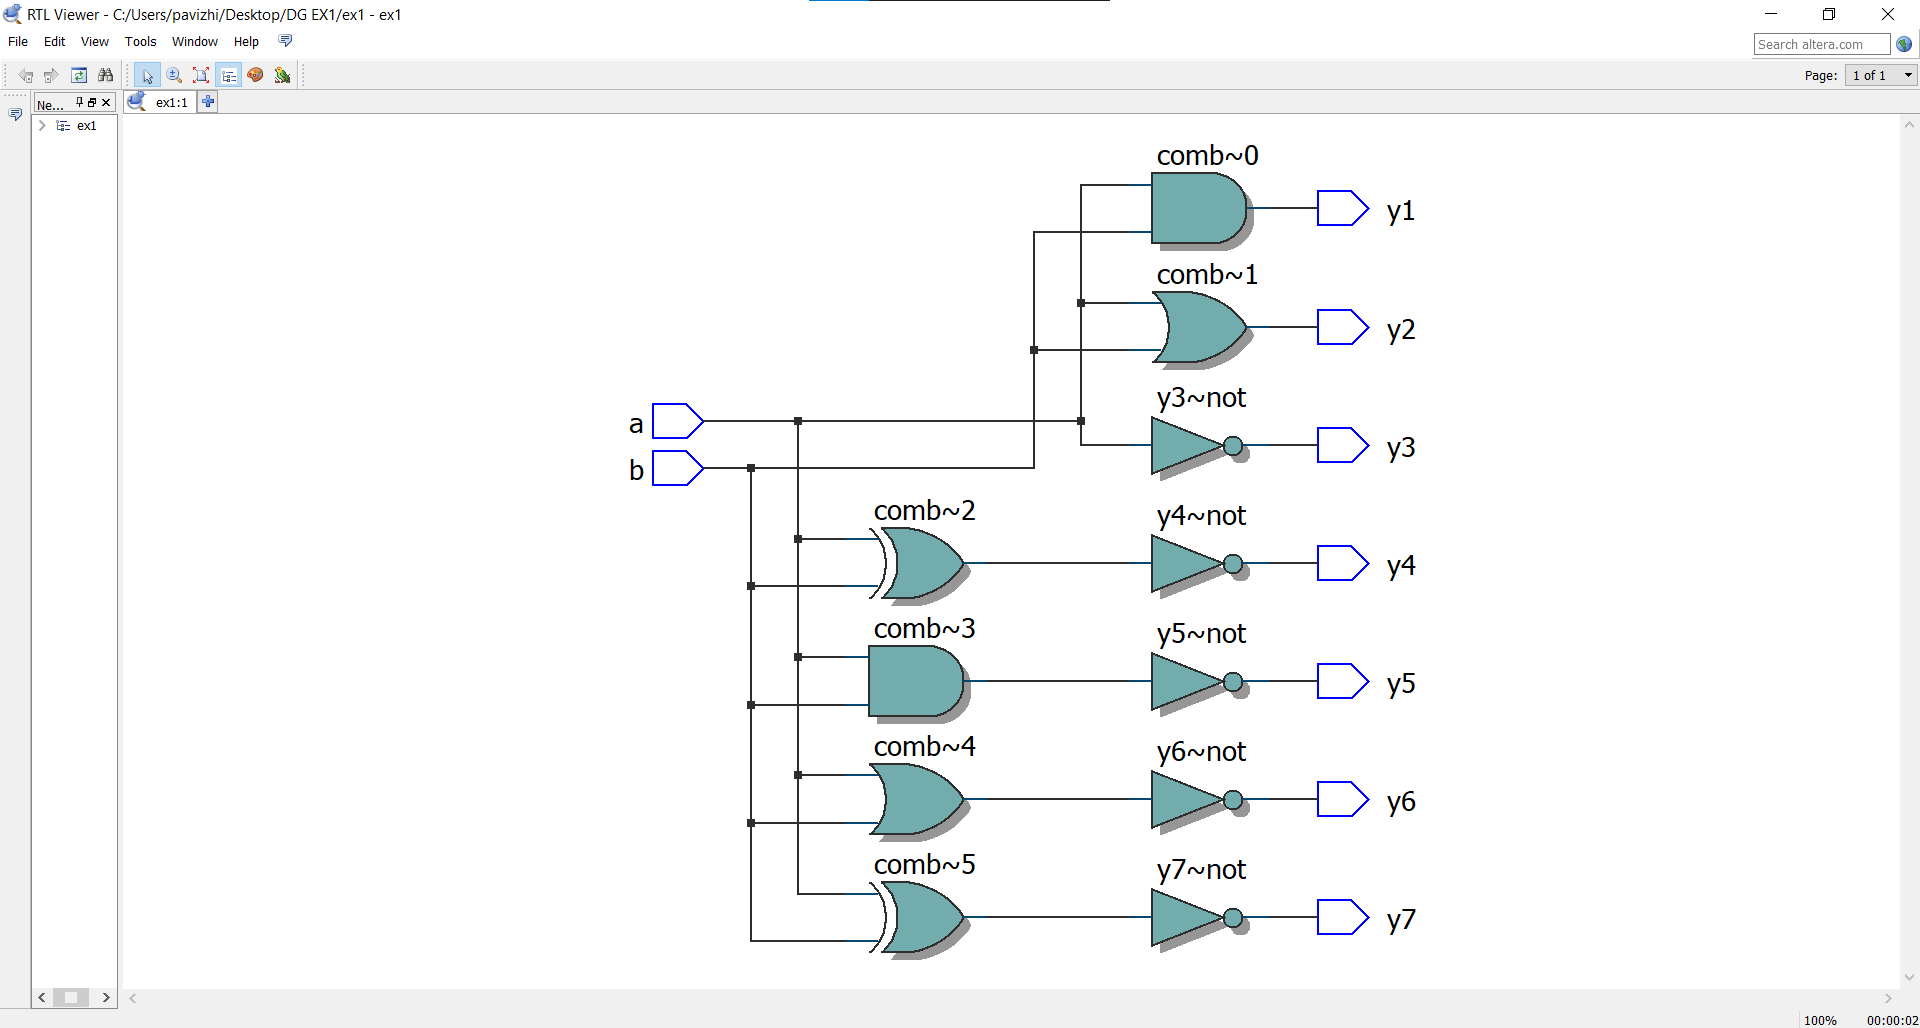 RTL Viewer - C:/Users/pavizhi/Desktop/DG EX1/ex1 - ex1
File Edit View Tools Window Help
Search altera.com
Page: 1 of 1
Ne...
ex1:1
ex1
comb~0
y1
comb~1
y2
y3~not
a
y3
b
comb~2
y4~not
y4
comb~3
y5~not
y5
comb~4
y6~not
y6
comb~5
y7~not
y7
100% 00:00:02